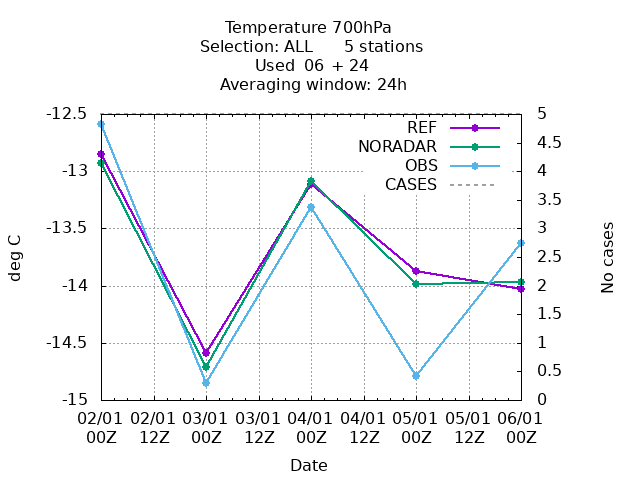 Temperature 700hPa
Selection: ALL 5 stations
Used 06 + 24
Averaging window: 24h
-12.5
-13
-13.5
-14
-14.5
-15
5
4.5
4
3.5
3
2.5
2
1.5
1
0.5
0
REF
NORADAR
OBS
CASES
deg C
No cases
02/01 02/01 03/01 03/01 04/01 04/01 05/01 05/01 06/01
00Z 12Z 00Z 12Z 00Z 12Z 00Z 12Z 00Z
Date